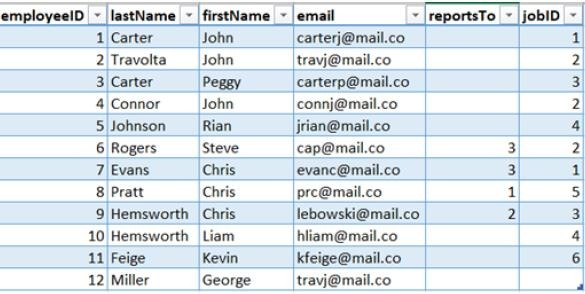 employeeID lastName firstName email reportsTo jobID
1 Carter John carterj@mail.co 1
2 Travolta John travj@mail.co 2
3 Carter Peggy carterp@mail.co 3
4 Connor John connj@mail.co 2
5 Johnson Rian jrian@mail.co 4
6 Rogers Steve cap@mail.co 3 2
7 Evans Chris evanc@mail.co 3 1
8 Pratt Chris prc@mail.co 1 5
9 Hemsworth Chris lebowski@mail.co 2 3
10 Hemsworth Liam hliam@mail.co 4
11 Feige Kevin kfeige@mail.co 6
12 Miller George travj@mail.co